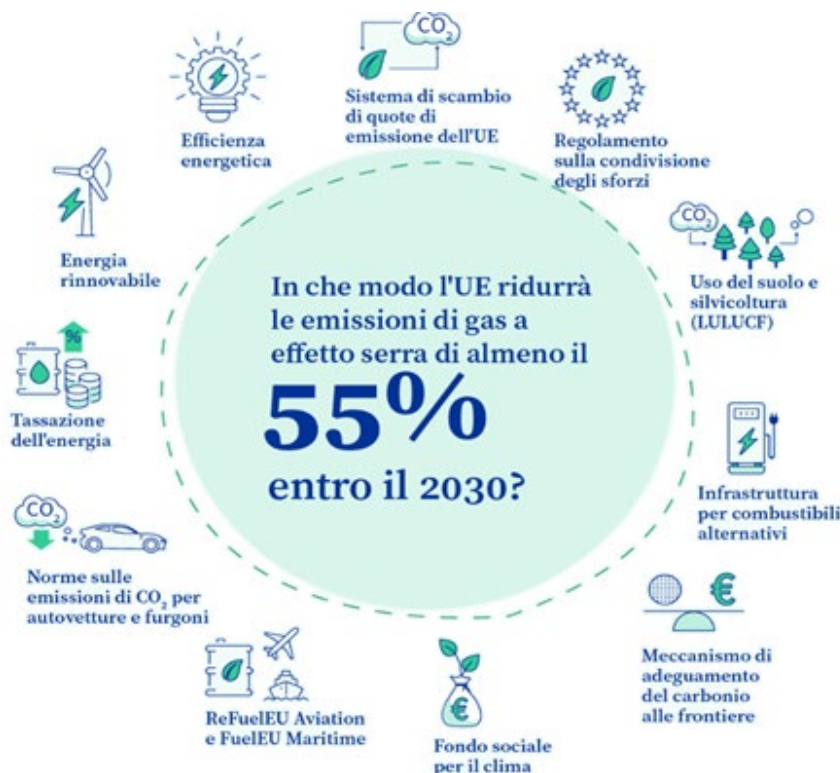 In che modo l'UE ridurrà
le emissioni di gas a
effetto serra di almeno il
55%
entro il 2030?
CO2
Sistema di scambio
di quote di
emissione dell'UE
Regolamento
sulla condivisione
degli sforzi
CO2
Uso del suolo e
silvicoltura
(LULUCF)
Infrastruttura
per combustibili
alternativi
€
Meccanismo di
adeguamento
del carbonio
alle frontiere
€
Fondo sociale
per il clima
ReFuelEU Aviation
e FuelEU Maritime
CO2
Norme sulle
emissioni di CO2 per
autovetture e furgoni
%
Tassazione
dell'energia
Energia
rinnovabile
Efficienza
energetica